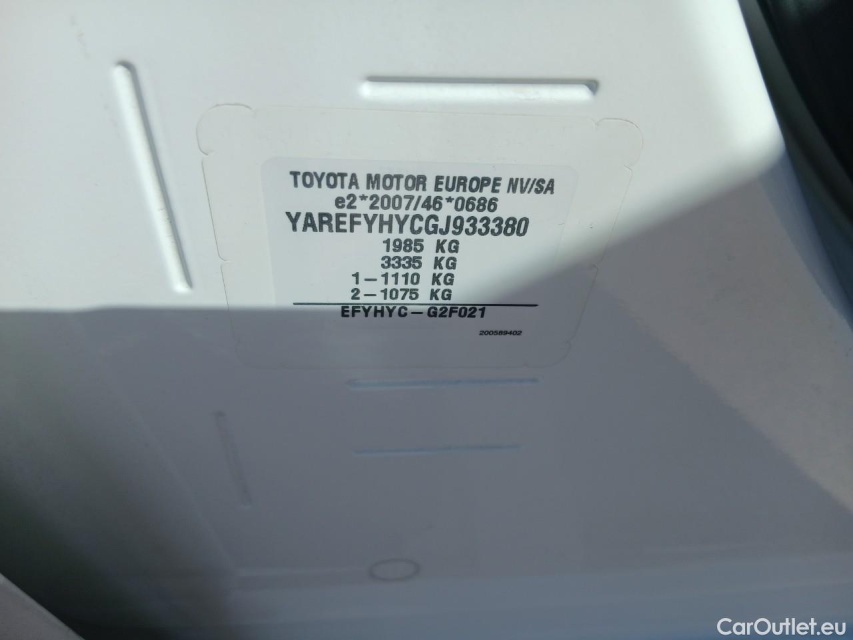 TOYOTA MOTOR EUROPE NV/SA
e2*2007/46*0686
YAREFYHYCGJ933380
1985 KG
3335 KG
1-1110 KG
2-1075 KG
EFYHYC-G2F021
200589402
CarOutlet.eu